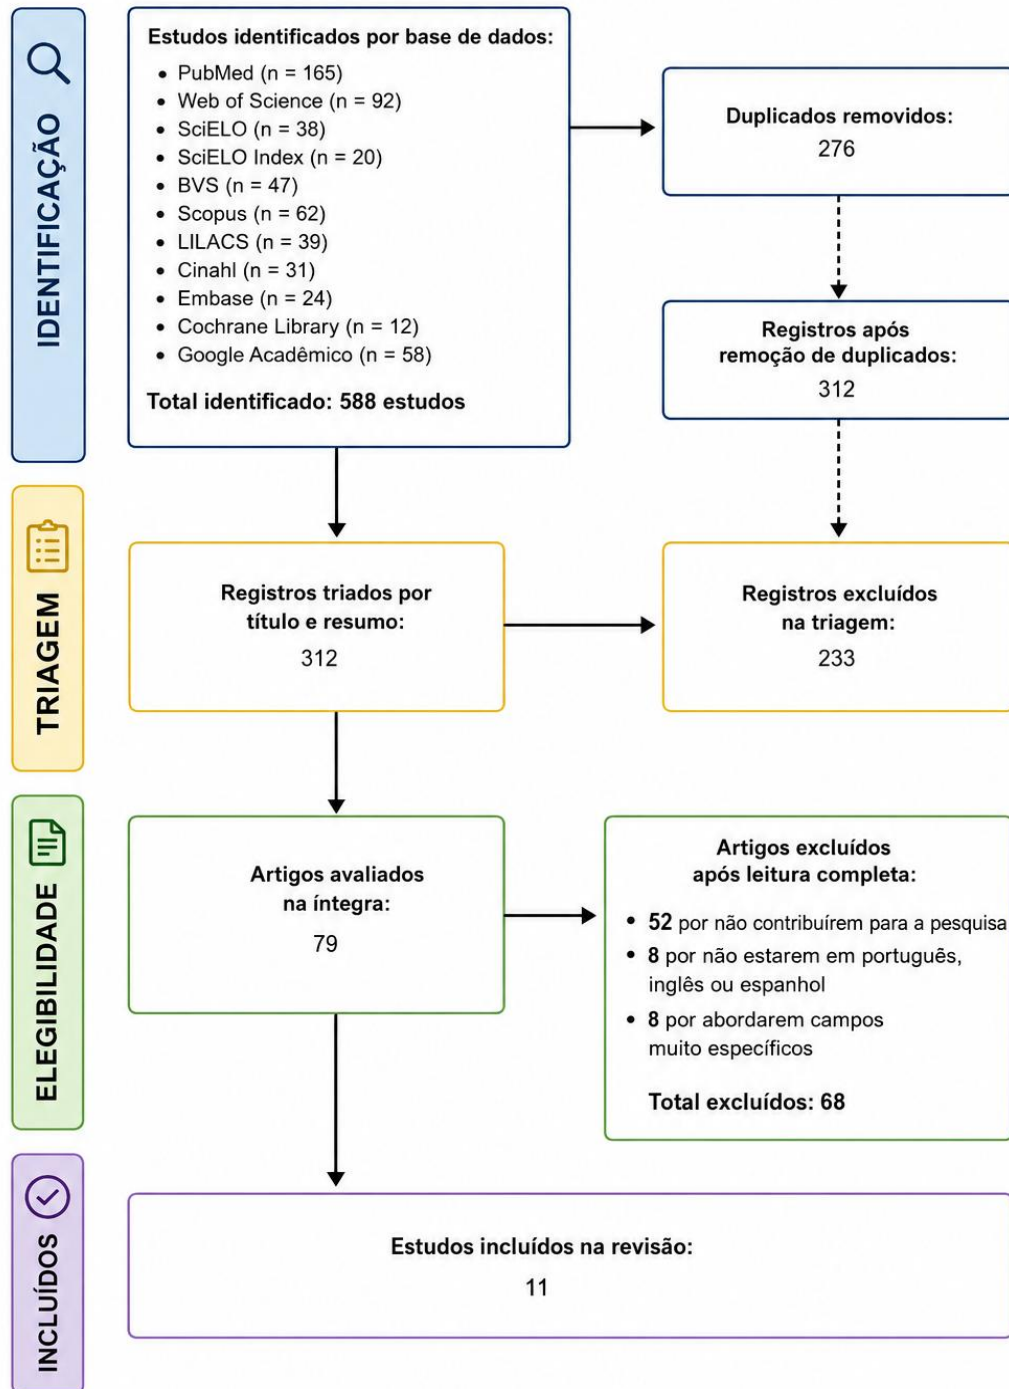 IDENTIFICAÇÃO
Estudos identificados por base de dados:
• PubMed (n = 165)
• Web of Science (n = 92)
• SciELO (n = 38)
• SciELO Index (n = 20)
• BVS (n = 47)
• Scopus (n = 62)
• LILACS (n = 39)
• Cinahl (n = 31)
• Embase (n = 24)
• Cochrane Library (n = 12)
• Google Acadêmico (n = 58)
Total identificado: 588 estudos
Duplicados removidos:
276
Registros após
remoção de duplicados:
312
TRIAGEM
Registros triados por
título e resumo:
312
Registros excluídos
na triagem:
233
ELEGIBILIDADE
Artigos avaliados
na íntegra:
79
Artigos excluídos
após leitura completa:
• 52 por não contribuírem para a pesquisa
• 8 por não estarem em português,
inglês ou espanhol
• 8 por abordarem campos
muito específicos
Total excluídos: 68
INCLUÍDOS
Estudos incluídos na revisão:
11